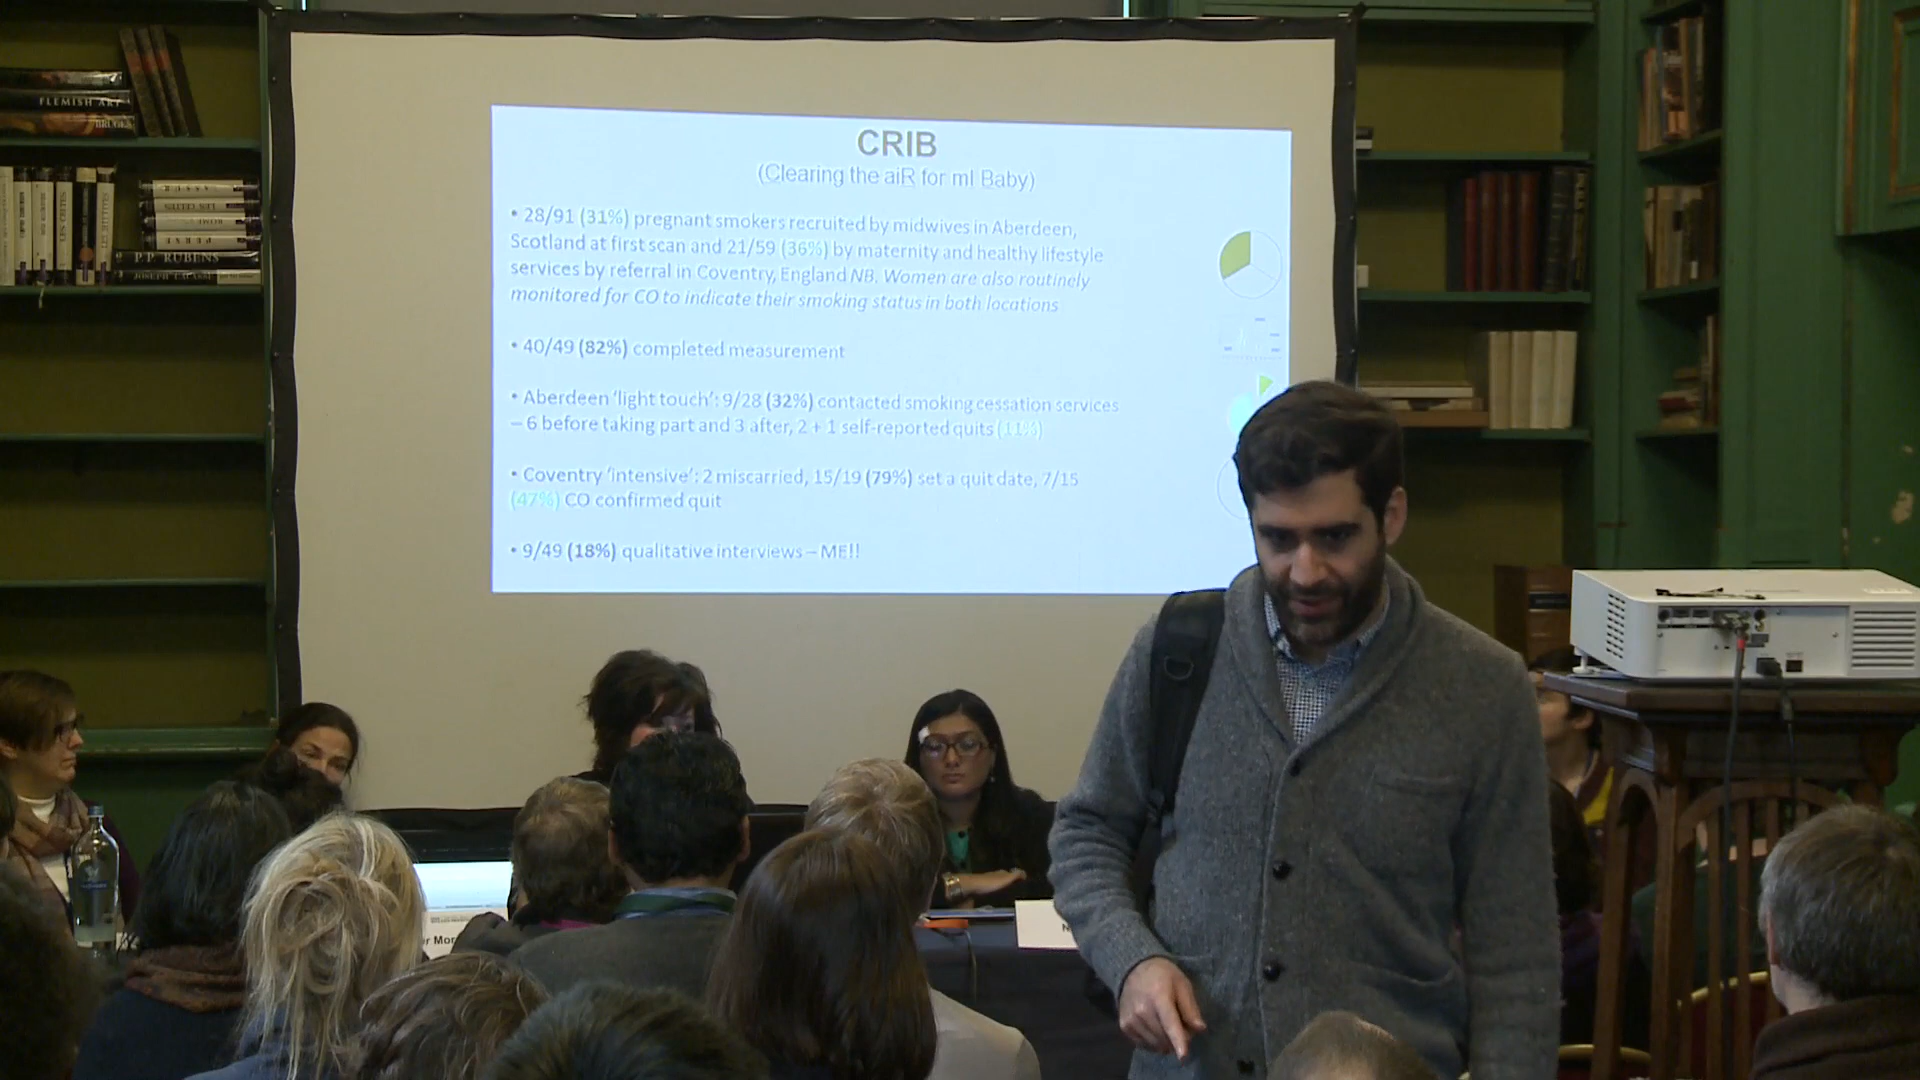 CRIB
(Clearing the aiR for mI Baby)
• 28/91 (31%) pregnant smokers recruited by midwives in Aberdeen,
Scotland at first scan and 21/59 (36%) by maternity and healthy lifestyle
services by referral in Coventry, England NB. Women are also routinely
monitored for CO to indicate their smoking status in both locations
• 40/49 (82%) completed measurement
• Aberdeen 'light touch': 9/28 (32%) contacted smoking cessation services
– 6 before taking part and 3 after, 2 + 1 self-reported quits (11%)
• Coventry 'intensive': 2 miscarried, 15/19 (79%) set a quit date, 7/15
(47%) CO confirmed quit
• 9/49 (18%) qualitative interviews – ME!!
FLEMISH ART
P.P. RUBENS